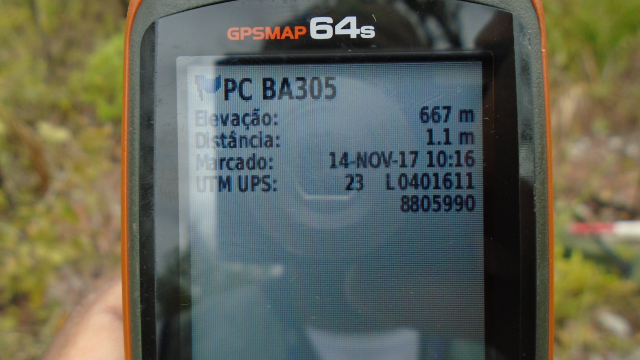 GPSMAP 64s
PC BA305
Elevação: 667 m
Distância: 1.1 m
Marcado: 14-NOV-17 10:16
UTM UPS: 23 L 0401611
8805990